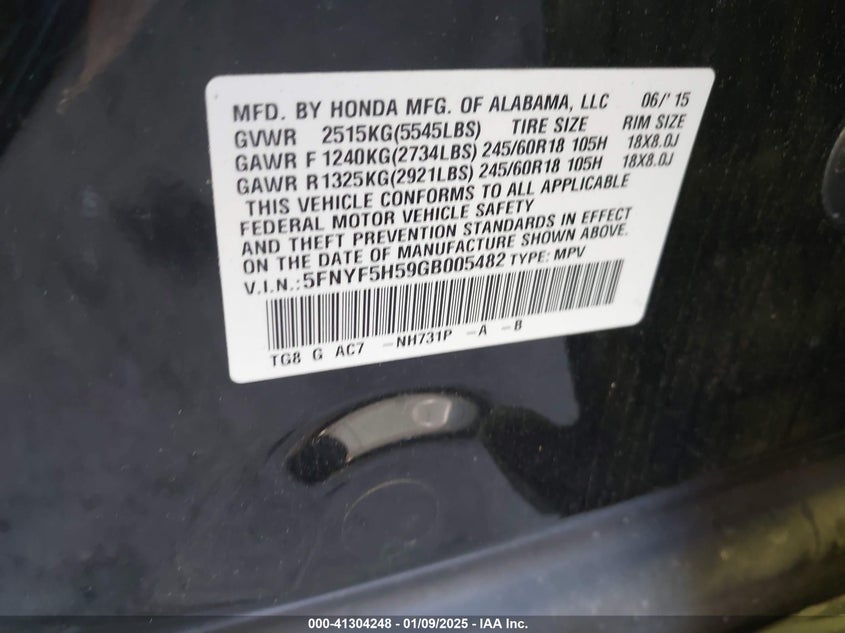 MFD. BY HONDA MFG. OF ALABAMA, LLC 06/'15
GVWR 2515KG(5545LBS) TIRE SIZE RIM SIZE
GAWR F 1240KG(2734LBS) 245/60R18 105H 18X8.0J
GAWR R 1325KG(2921LBS) 245/60R18 105H 18X8.0J
THIS VEHICLE CONFORMS TO ALL APPLICABLE
FEDERAL MOTOR VEHICLE SAFETY
AND THEFT PREVENTION STANDARDS IN EFFECT
ON THE DATE OF MANUFACTURE SHOWN ABOVE.
V.I.N.:5FNYF5H59GB005482 TYPE: MPV
TG8 G AC7 -NH731P -A -B
000-41304248 - 01/09/2025 - IAA Inc.